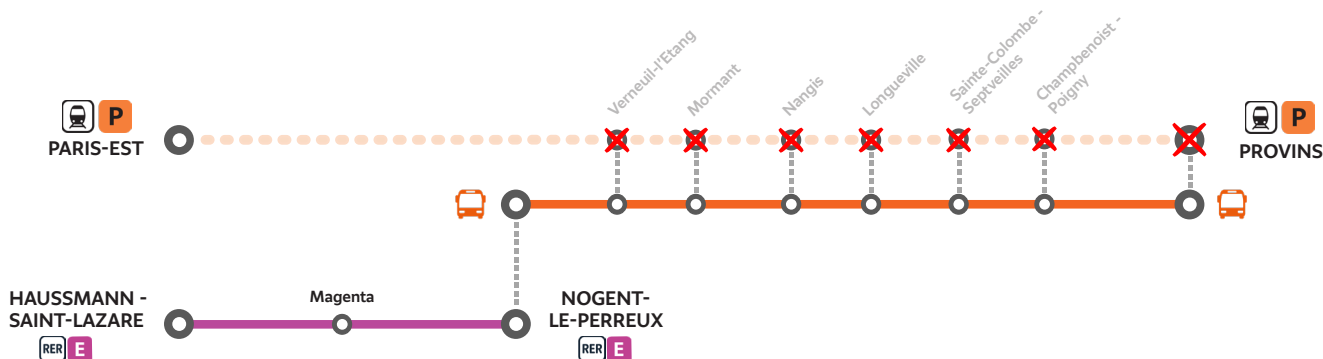 Verneuil-l'Etang
Mormant
Nangis
Longueville
Sainte-Colombe -
Septveilles
Champbenoist -
Poigny
P
PARIS-EST
P
PROVINS
HAUSSMANN -
SAINT-LAZARE
RER E
Magenta
NOGENT-
LE-PERREUX
RER E